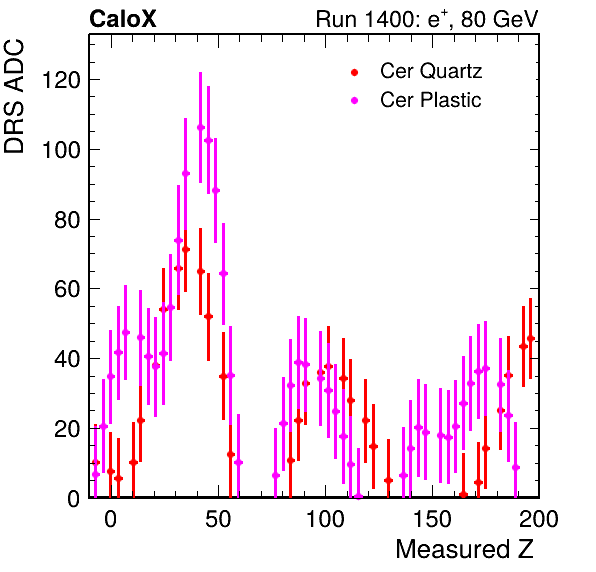 CaloX
Run 1400: e+, 80 GeV
DRS ADC
Cer Quartz
Cer Plastic
120
100
80
60
40
20
0
0 50 100 150 200
Measured Z